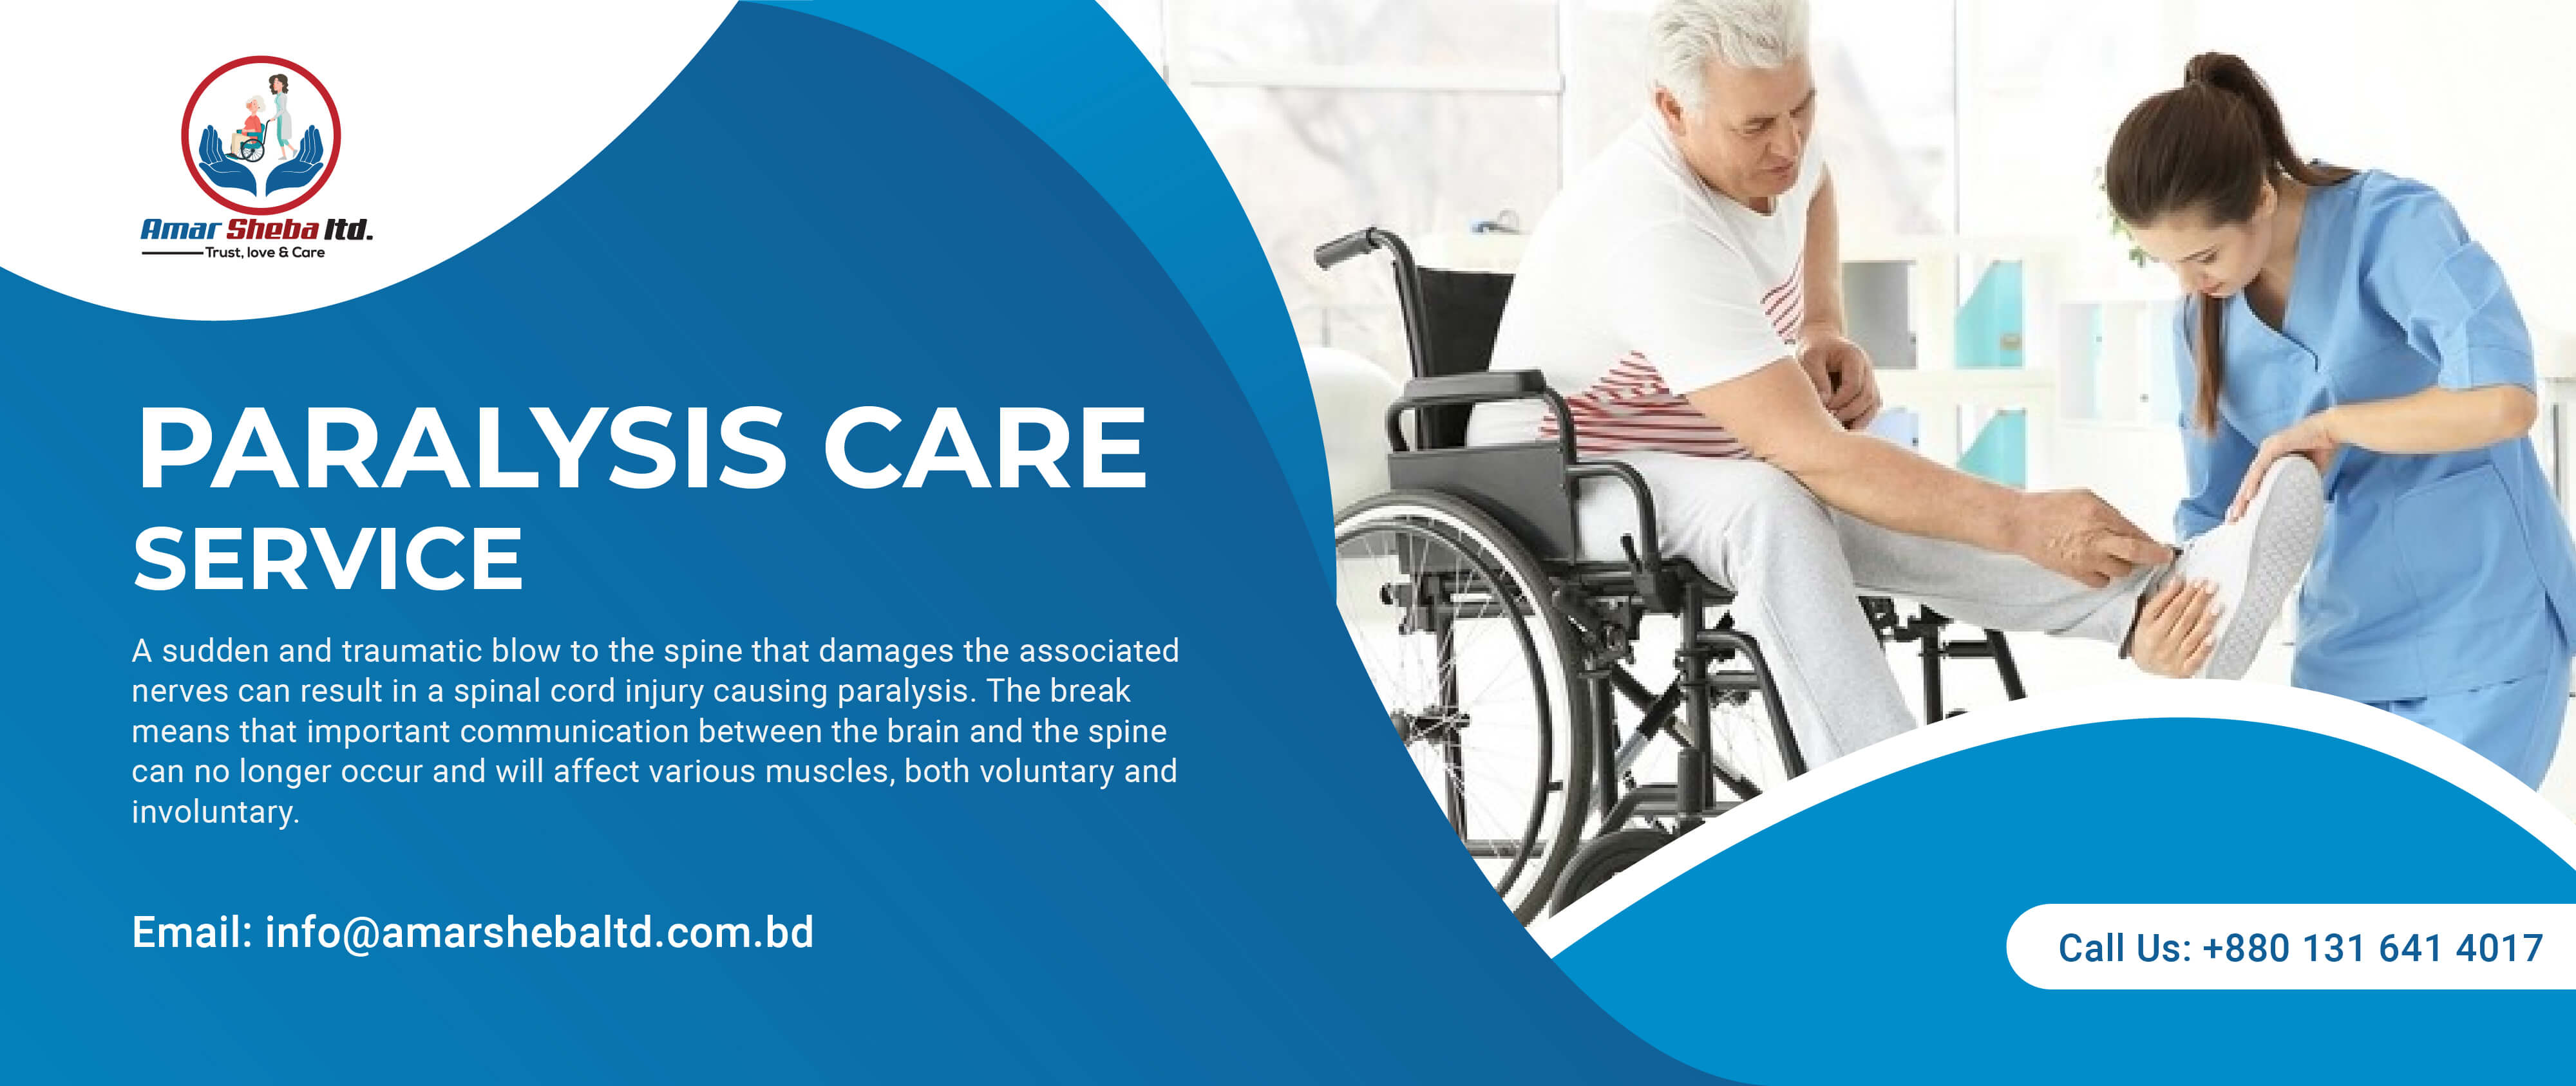 Amar Sheba ltd.
Trust, love & Care
PARALYSIS CARE
SERVICE
A sudden and traumatic blow to the spine that damages the associated
nerves can result in a spinal cord injury causing paralysis. The break
means that important communication between the brain and the spine
can no longer occur and will affect various muscles, both voluntary and
involuntary.
Email: info@amarshebaltd.com.bd
Call Us: +880 131 641 4017